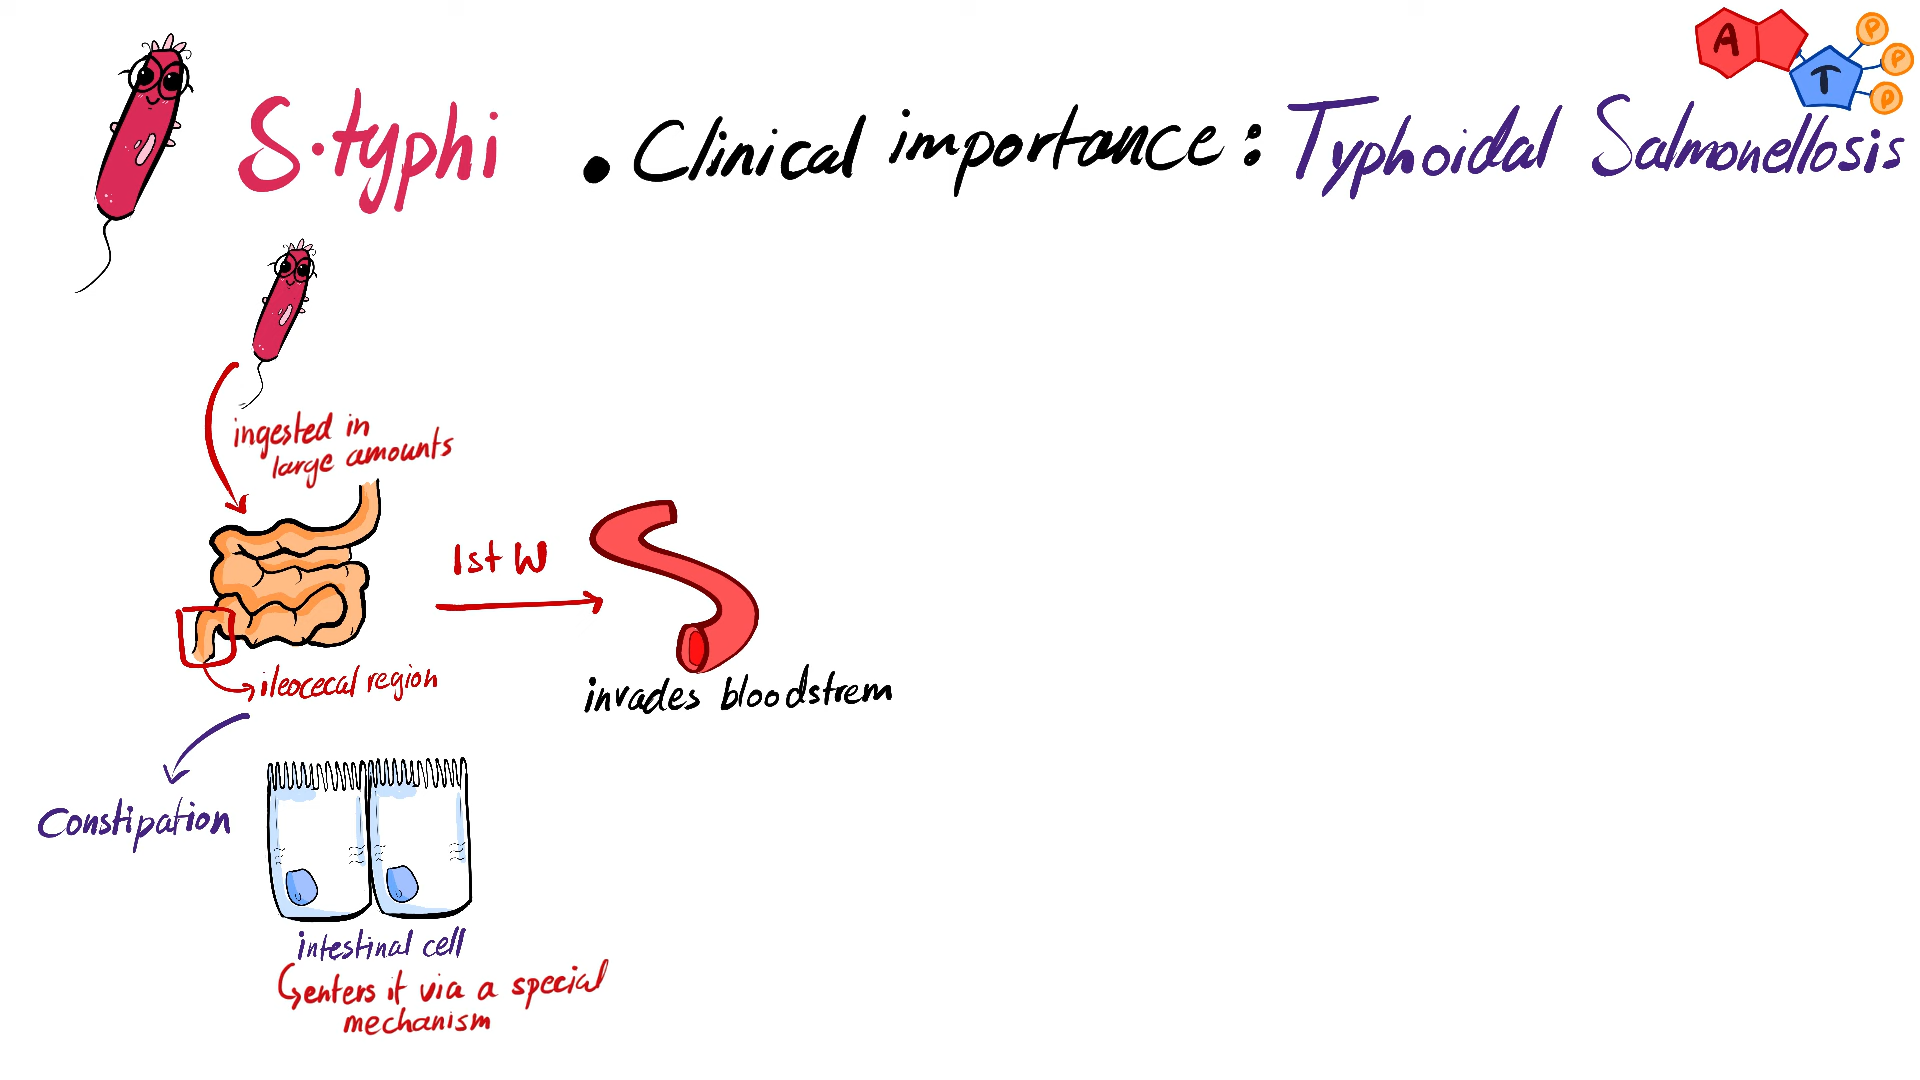 S. typhi
• Clinical importance: Typhoidal Salmonellosis
A
T
P
P
P
ingested in
large amounts
1st W
ileocecal region
invades bloodstrem
Constipation
intestinal cell
enters it via a special
mechanism